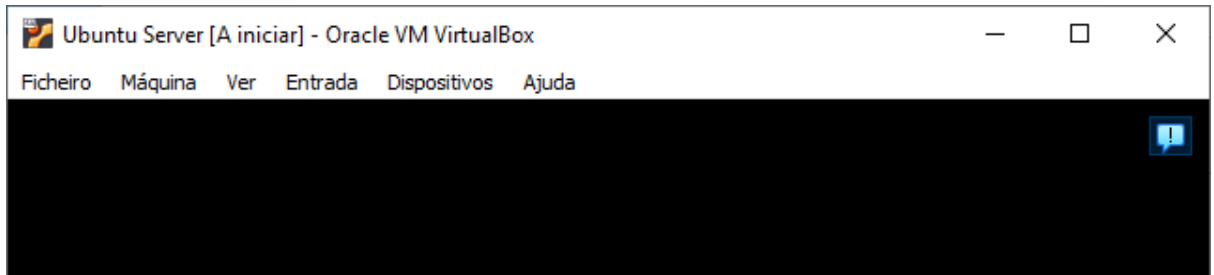 Ubuntu Server [A iniciar] - Oracle VM VirtualBox
Ficheiro Máquina Ver Entrada Dispositivos Ajuda